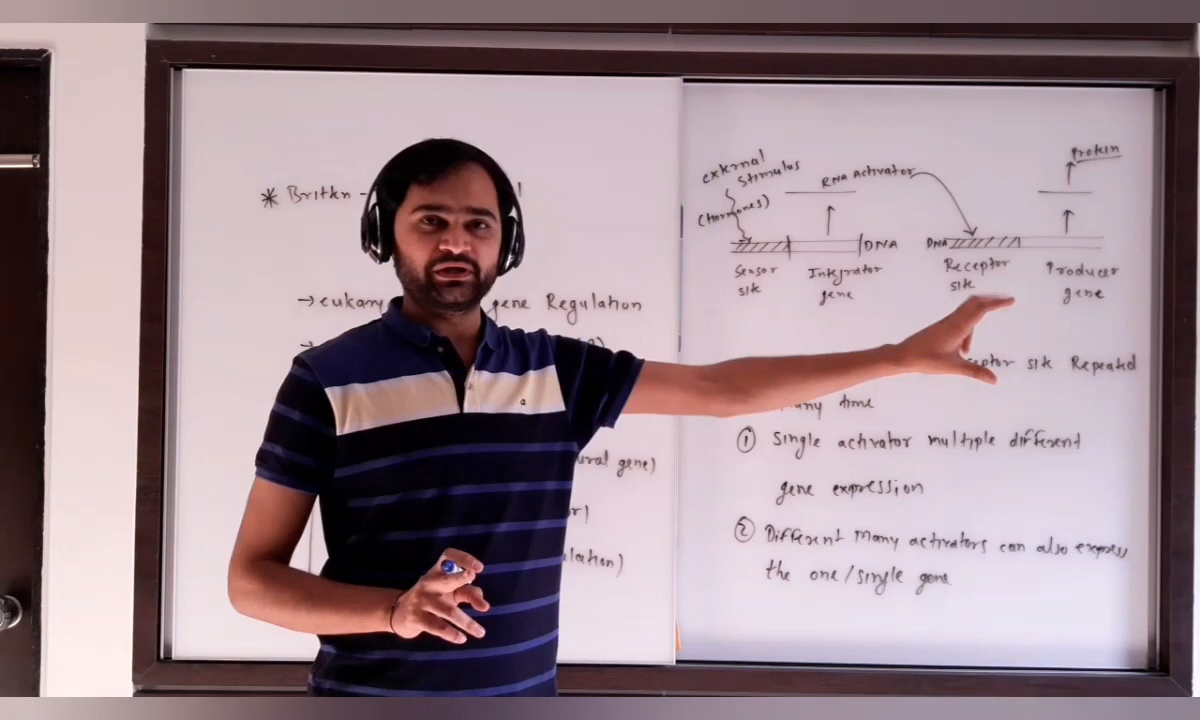 * Britten -
→ eukary gene Regulation
→
ural gene)
r)
lation)
external
stimulus
(Hormones)
RNA Activator
Protein
DNA
DNA
Sensor
site
Integrator
gene
Receptor
site
Producer
gene
ceptor site Repeated
many time
① Single activator multiple different
gene expression
② Different many activators can also express
the one/single gene
a